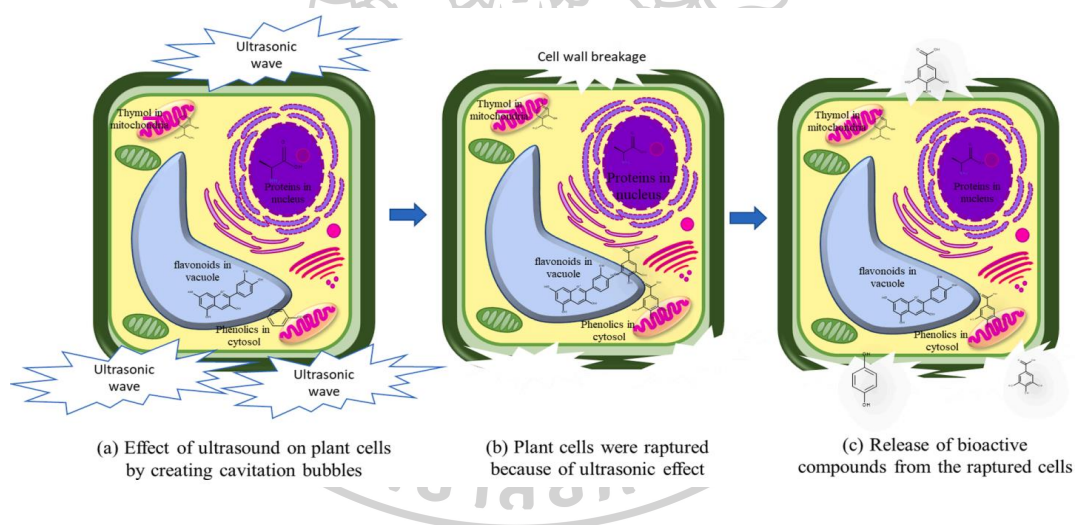 Ultrasonic
wave
Thymol in
mitochondria
Proteins in
nucleus
flavonoids in
vacuole
Phenolics in
cytosol
Ultrasonic
wave
Ultrasonic
wave
(a) Effect of ultrasound on plant cells
by creating cavitation bubbles
Cell wall breakage
Thymol in
mitochondria
Proteins in
nucleus
flavonoids in
vacuole
Phenolics in
cytosol
(b) Plant cells were raptured
because of ultrasonic effect
Thymol in
mitochondria
Proteins in
nucleus
flavonoids in
vacuole
Phenolics in
cytosol
OH
OH
(c) Release of bioactive
compounds from the raptured cells